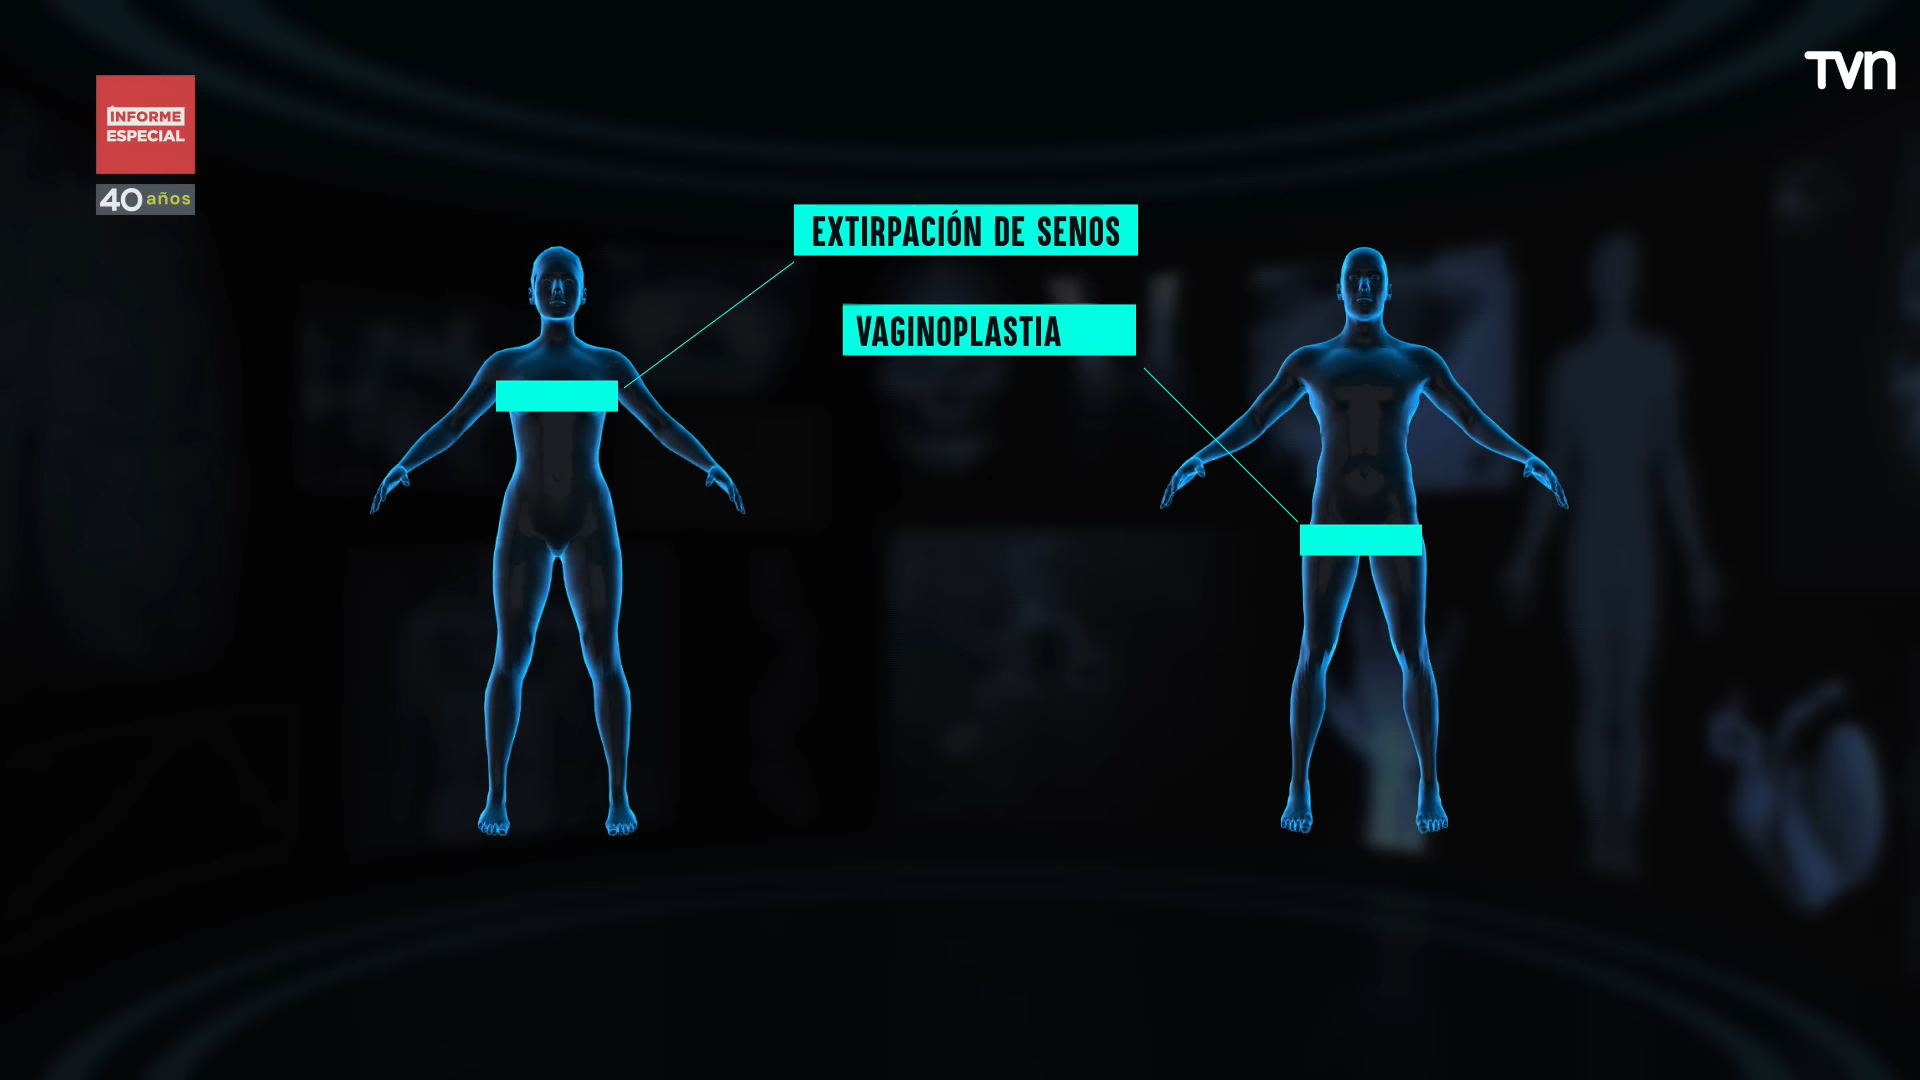 TVN
INFORME
ESPECIAL
40 años
EXTIRPACIÓN DE SENOS
VAGINOPLASTIA